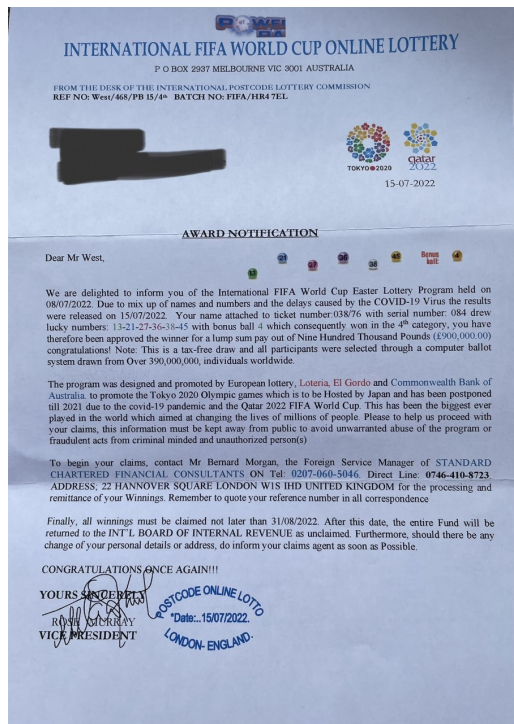 POWER
BA
INTERNATIONAL FIFA WORLD CUP ONLINE LOTTERY
P O BOX 2937 MELBOURNE VIC 3001 AUSTRALIA
FROM THE DESK OF THE INTERNATIONAL POSTCODE LOTTERY COMMISSION
REF NO: West/468/PB 15/4th BATCH NO: FIFA/HR4 7EL
TOKYO 2020
qatar
2022
15-07-2022
AWARD NOTIFICATION
Dear Mr West,
13 21 27 36 38 45 Bonus ball: 4
We are delighted to inform you of the International FIFA World Cup Easter Lottery Program held on
08/07/2022. Due to mix up of names and numbers and the delays caused by the COVID-19 Virus the results
were released on 15/07/2022. Your name attached to ticket number:038/76 with serial number: 084 drew
lucky numbers: 13-21-27-36-38-45 with bonus ball 4 which consequently won in the 4th category, you have
therefore been approved the winner for a lump sum pay out of Nine Hundred Thousand Pounds (£900,000.00)
congratulations! Note: This is a tax-free draw and all participants were selected through a computer ballot
system drawn from Over 390,000,000, individuals worldwide.
The program was designed and promoted by European lottery, Loteria, El Gordo and Commonwealth Bank of
Australia. to promote the Tokyo 2020 Olympic games which is to be Hosted by Japan and has been postponed
till 2021 due to the covid-19 pandemic and the Qatar 2022 FIFA World Cup. This has been the biggest ever
played in the world which aimed at changing the lives of millions of people. Please to help us proceed with
your claims, this information must be kept away from public to avoid unwarranted abuse of the program or
fraudulent acts from criminal minded and unauthorized person(s)
To begin your claims, contact Mr Bernard Morgan, the Foreign Service Manager of STANDARD
CHARTERED FINANCIAL CONSULTANTS ON Tel: 0207-060-5046. Direct Line: 0746-410-8723.
ADDRESS, 22 HANNOVER SQUARE LONDON W1S IHD UNITED KINGDOM for the processing and
remittance of your Winnings. Remember to quote your reference number in all correspondence
Finally, all winnings must be claimed not later than 31/08/2022. After this date, the entire Fund will be
returned to the INT'L BOARD OF INTERNAL REVENUE as unclaimed. Furthermore, should there be any
change of your personal details or address, do inform your claims agent as soon as Possible.
CONGRATULATIONS ONCE AGAIN!!!
YOURS SINCERELY
ROSE MURRAY
VICE PRESIDENT
POSTCODE ONLINE LOTTO
*Date:..15/07/2022.
LONDON- ENGLAND.